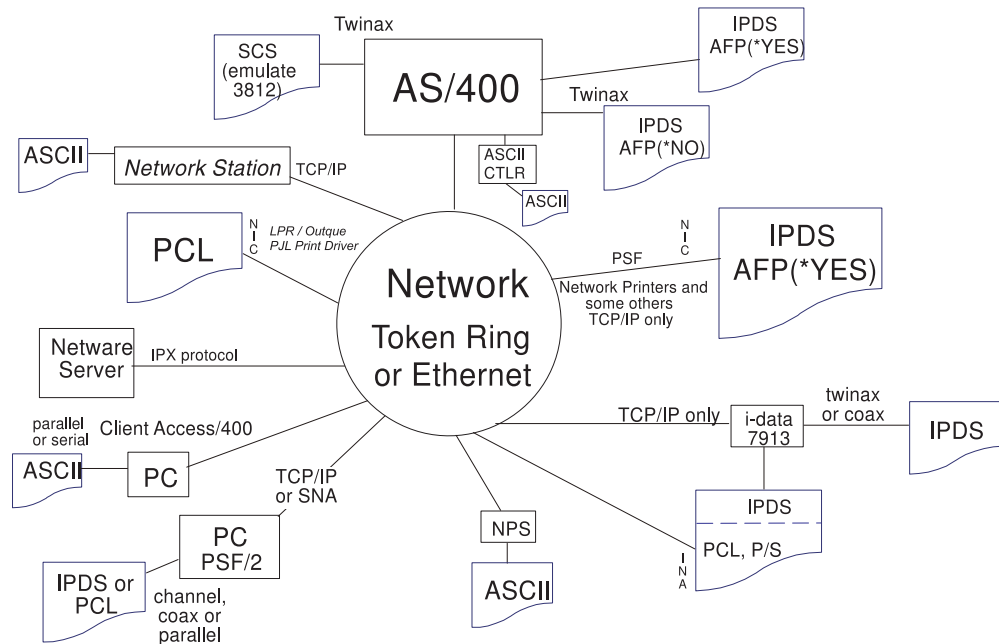 Twinax
SCS
(emulate
3812)
AS/400
IPDS
AFP(*YES)
Twinax
IPDS
AFP(*NO)
ASCII
CTLR
ASCII
ASCII
Network Station
TCP/IP
PCL
NIC
LPR / Outque
PJL Print Driver
Network
Token Ring
or Ethernet
PSF
NIC
Network Printers and
some others
TCP/IP only
IPDS
AFP(*YES)
Netware
Server
IPX protocol
parallel
or serial
Client Access/400
ASCII
PC
TCP/IP
or SNA
PC
PSF/2
IPDS or
PCL
channel,
coax or
parallel
NPS
ASCII
TCP/IP only
i-data
7913
twinax
or coax
IPDS
IPDS
PCL, P/S
INA